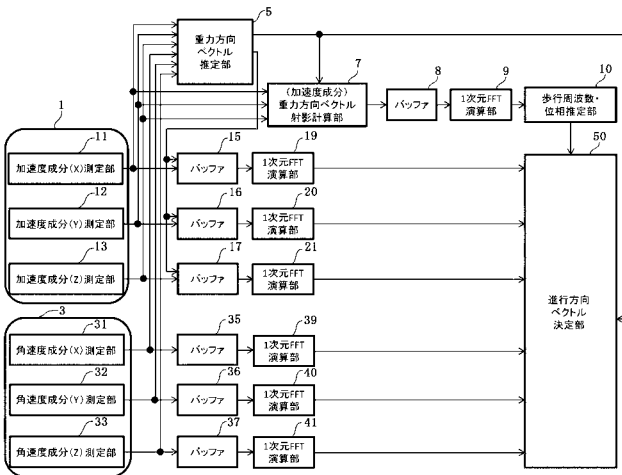 5
重力方向
ベクトル
推定部
7
(加速度成分)
重力方向ベクトル
射影計算部
8
バッファ
9
1次元FFT
演算部
10
歩行周波数・
位相推定部
1
11
加速度成分(X)測定部
12
加速度成分(Y)測定部
13
加速度成分(Z)測定部
15
バッファ
19
1次元FFT
演算部
16
バッファ
20
1次元FFT
演算部
17
バッファ
21
1次元FFT
演算部
50
進行方向
ベクトル
決定部
3
31
角速度成分(X)測定部
32
角速度成分(Y)測定部
33
角速度成分(Z)測定部
35
バッファ
39
1次元FFT
演算部
36
バッファ
40
1次元FFT
演算部
37
バッファ
41
1次元FFT
演算部